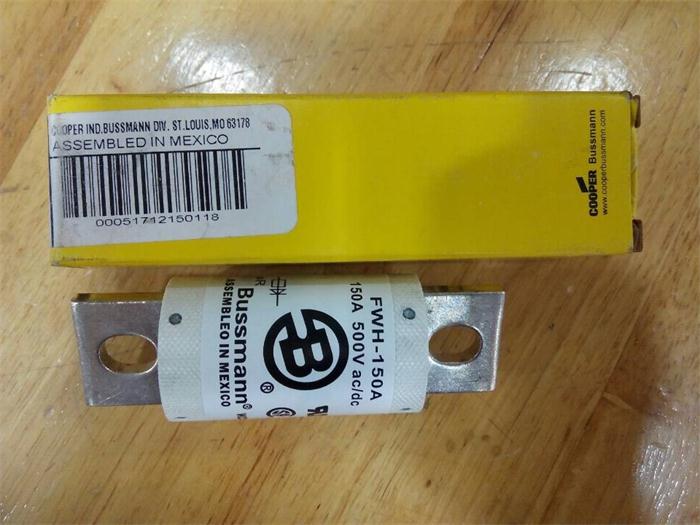 COOPER IND.BUSSMANN DIV. ST.LOUIS,MO 63178
ASSEMBLED IN MEXICO
00051712150118
COOPER Bussmann
www.cooperbussmann.com
FWH-150A
150A 500V ac/dc
B
®
Bussmann®
ASSEMBLED IN MEXICO